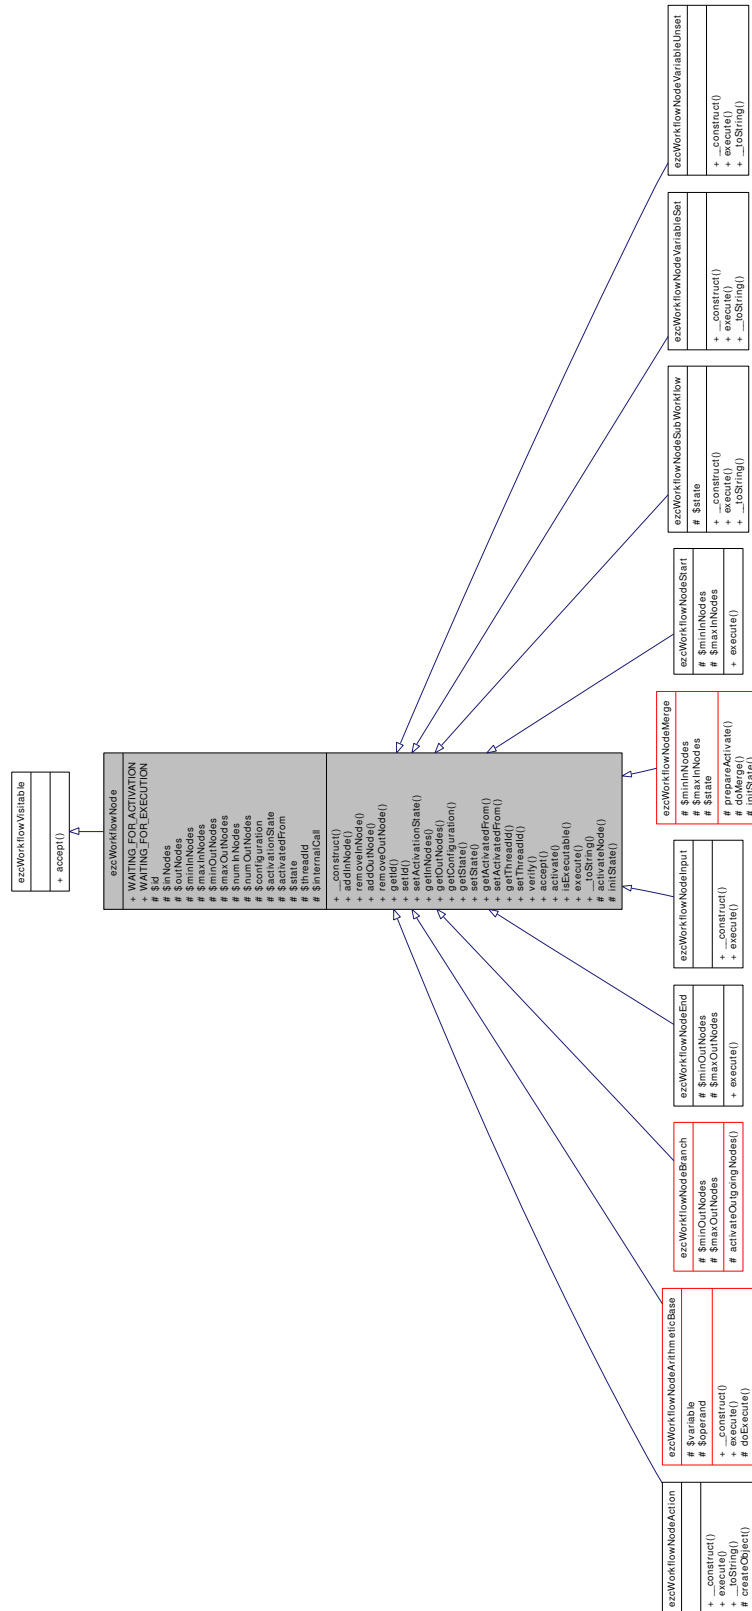 ezcWorkflowVisitable
+ accept()
ezcWorkflowNode
+ WAITING_FOR_ACTIVATION
+ WAITING_FOR_EXECUTION
# $id
# $inNodes
# $outNodes
# $minInNodes
# $maxInNodes
# $minOutNodes
# $maxOutNodes
# $numInNodes
# $numOutNodes
# $configuration
# $activationState
# $activatedFrom
# $state
# $threadId
# $internalCall
+ __construct()
+ addInNode()
+ removeInNode()
+ addOutNode()
+ removeOutNode()
+ getId()
+ setId()
+ setActivationState()
+ getInNodes()
+ getOutNodes()
+ getConfiguration()
+ getState()
+ setState()
+ getActivatedFrom()
+ setActivatedFrom()
+ getThreadId()
+ setThreadId()
+ verify()
+ accept()
+ activate()
+ isExecutable()
+ execute()
+ __toString()
# activateNode()
# initState()
ezcWorkflowNodeAction
+ __construct()
+ execute()
+ __toString()
# createObject()
ezcWorkflowNodeArithmeticBase
# $variable
# $operand
+ __construct()
+ execute()
# doExecute()
ezcWorkflowNodeBranch
# $minOutNodes
# $maxOutNodes
# activateOutgoingNodes()
ezcWorkflowNodeEnd
# $minOutNodes
# $maxOutNodes
+ execute()
ezcWorkflowNodeInput
+ __construct()
+ execute()
ezcWorkflowNodeMerge
# $minInNodes
# $maxInNodes
# $state
# prepareActivate()
# doMerge()
# initState()
ezcWorkflowNodeStart
# $minInNodes
# $maxInNodes
+ execute()
ezcWorkflowNodeSubWorkflow
# $state
+ __construct()
+ execute()
+ __toString()
ezcWorkflowNodeVariableSet
+ __construct()
+ execute()
+ __toString()
ezcWorkflowNodeVariableUnset
+ __construct()
+ execute()
+ __toString()